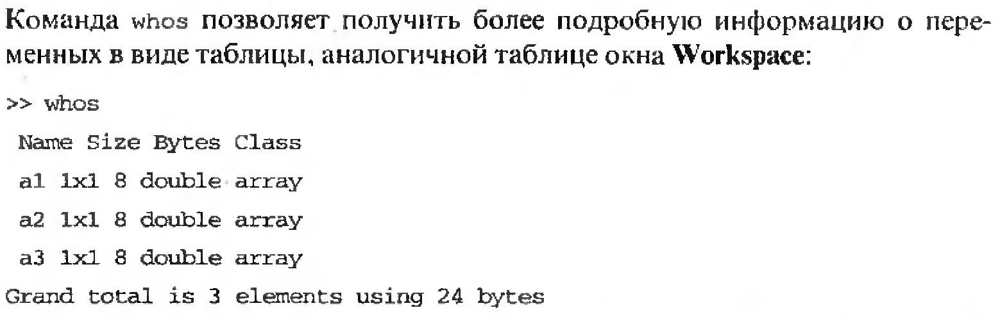 Команда whos позволяет получить более подробную информацию о пере-
менных в виде таблицы, аналогичной таблице окна Workspace:
>> whos
Name Size Bytes Class
a1 1x1 8 double array
a2 1x1 8 double array
a3 1x1 8 double array
Grand total is 3 elements using 24 bytes